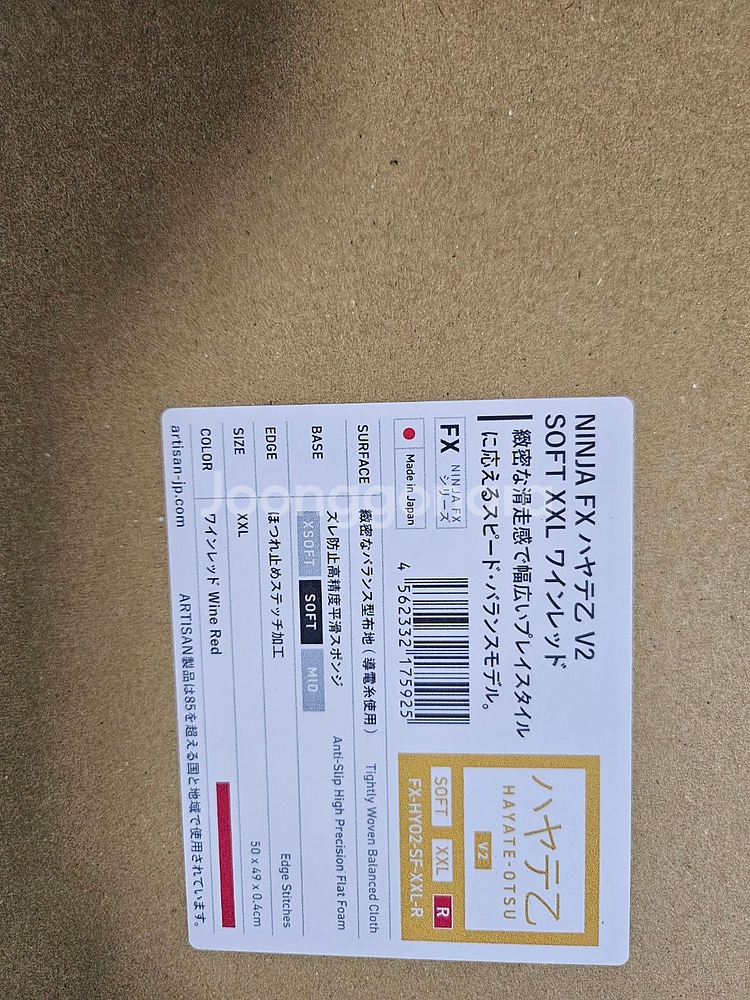 NINJA FX ハヤテ乙 V2
SOFT XXL ワインレッド
緻密な滑走感で幅広いプレイスタイル
に応えるスピード・バランスモデル。
FX NINJA FX シリーズ
Made in Japan
4 562332 175925
ハヤテ乙
HAYATE-OTSU
V2
SOFT XXL R
FX-HY02-SF-XXL-R
SURFACE 緻密なバランス型布地(導電糸使用) Tightly Woven Balanced Cloth
BASE ズレ防止高精度平滑スポンジ Anti-Slip High Precision Flat Foam
XSOFT SOFT MID
EDGE ほつれ止めステッチ加工 Edge Stitches
SIZE XXL 50 x 49 x 0.4cm
COLOR ワインレッド Wine Red
artisan-jp.com ARTISAN製品は85を超える国と地域で使用されています。